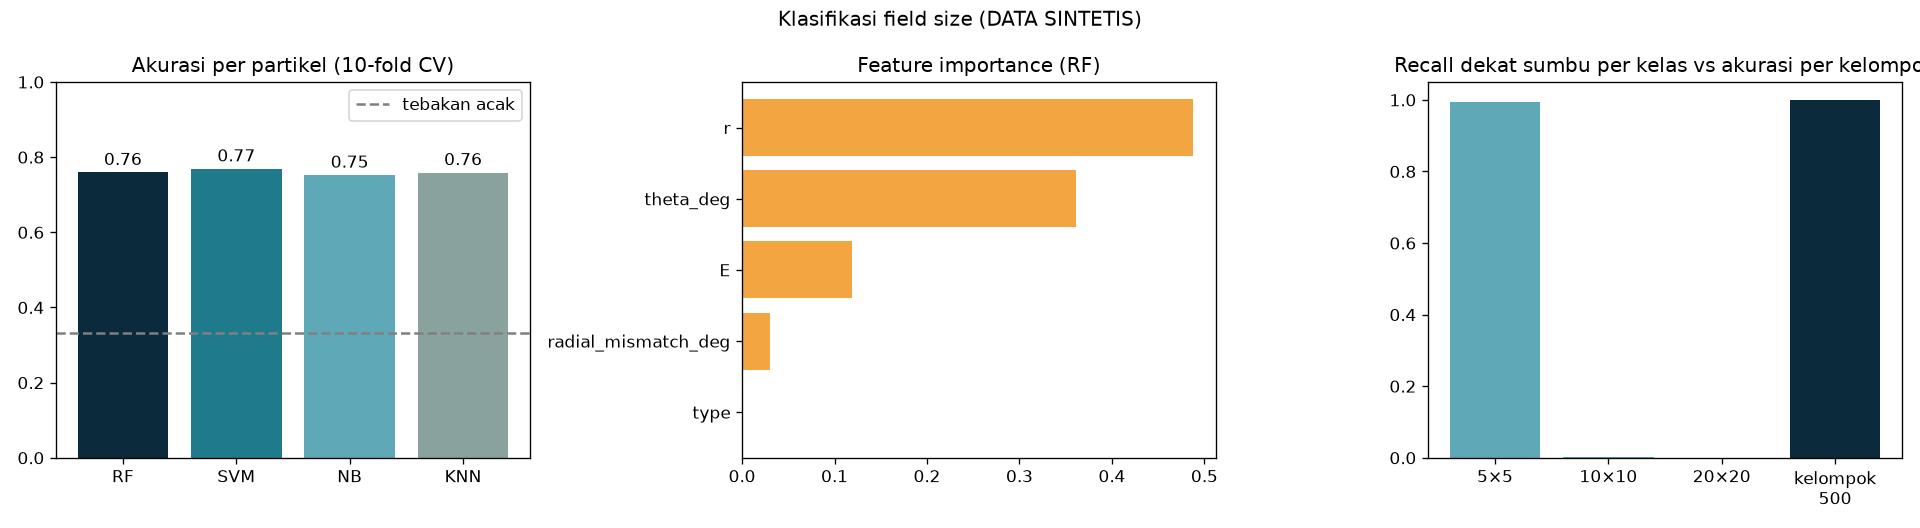 Klasifikasi field size (DATA SINTETIS)
Akurasi per partikel (10-fold CV)
1.0
0.8
0.6
0.4
0.2
0.0
tebakan acak
0.76
0.77
0.75
0.76
RF
SVM
NB
KNN
Feature importance (RF)
r
theta_deg
E
radial_mismatch_deg
type
0.0
0.1
0.2
0.3
0.4
0.5
Recall dekat sumbu per kelas vs akurasi per kelompo
1.0
0.8
0.6
0.4
0.2
0.0
5×5
10×10
20×20
kelompok
500